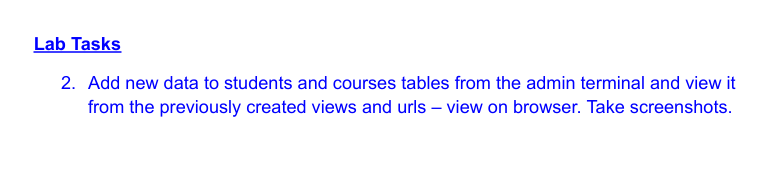 Lab Tasks
2. Add new data to students and courses tables from the admin terminal and view it
from the previously created views and urls – view on browser. Take screenshots.